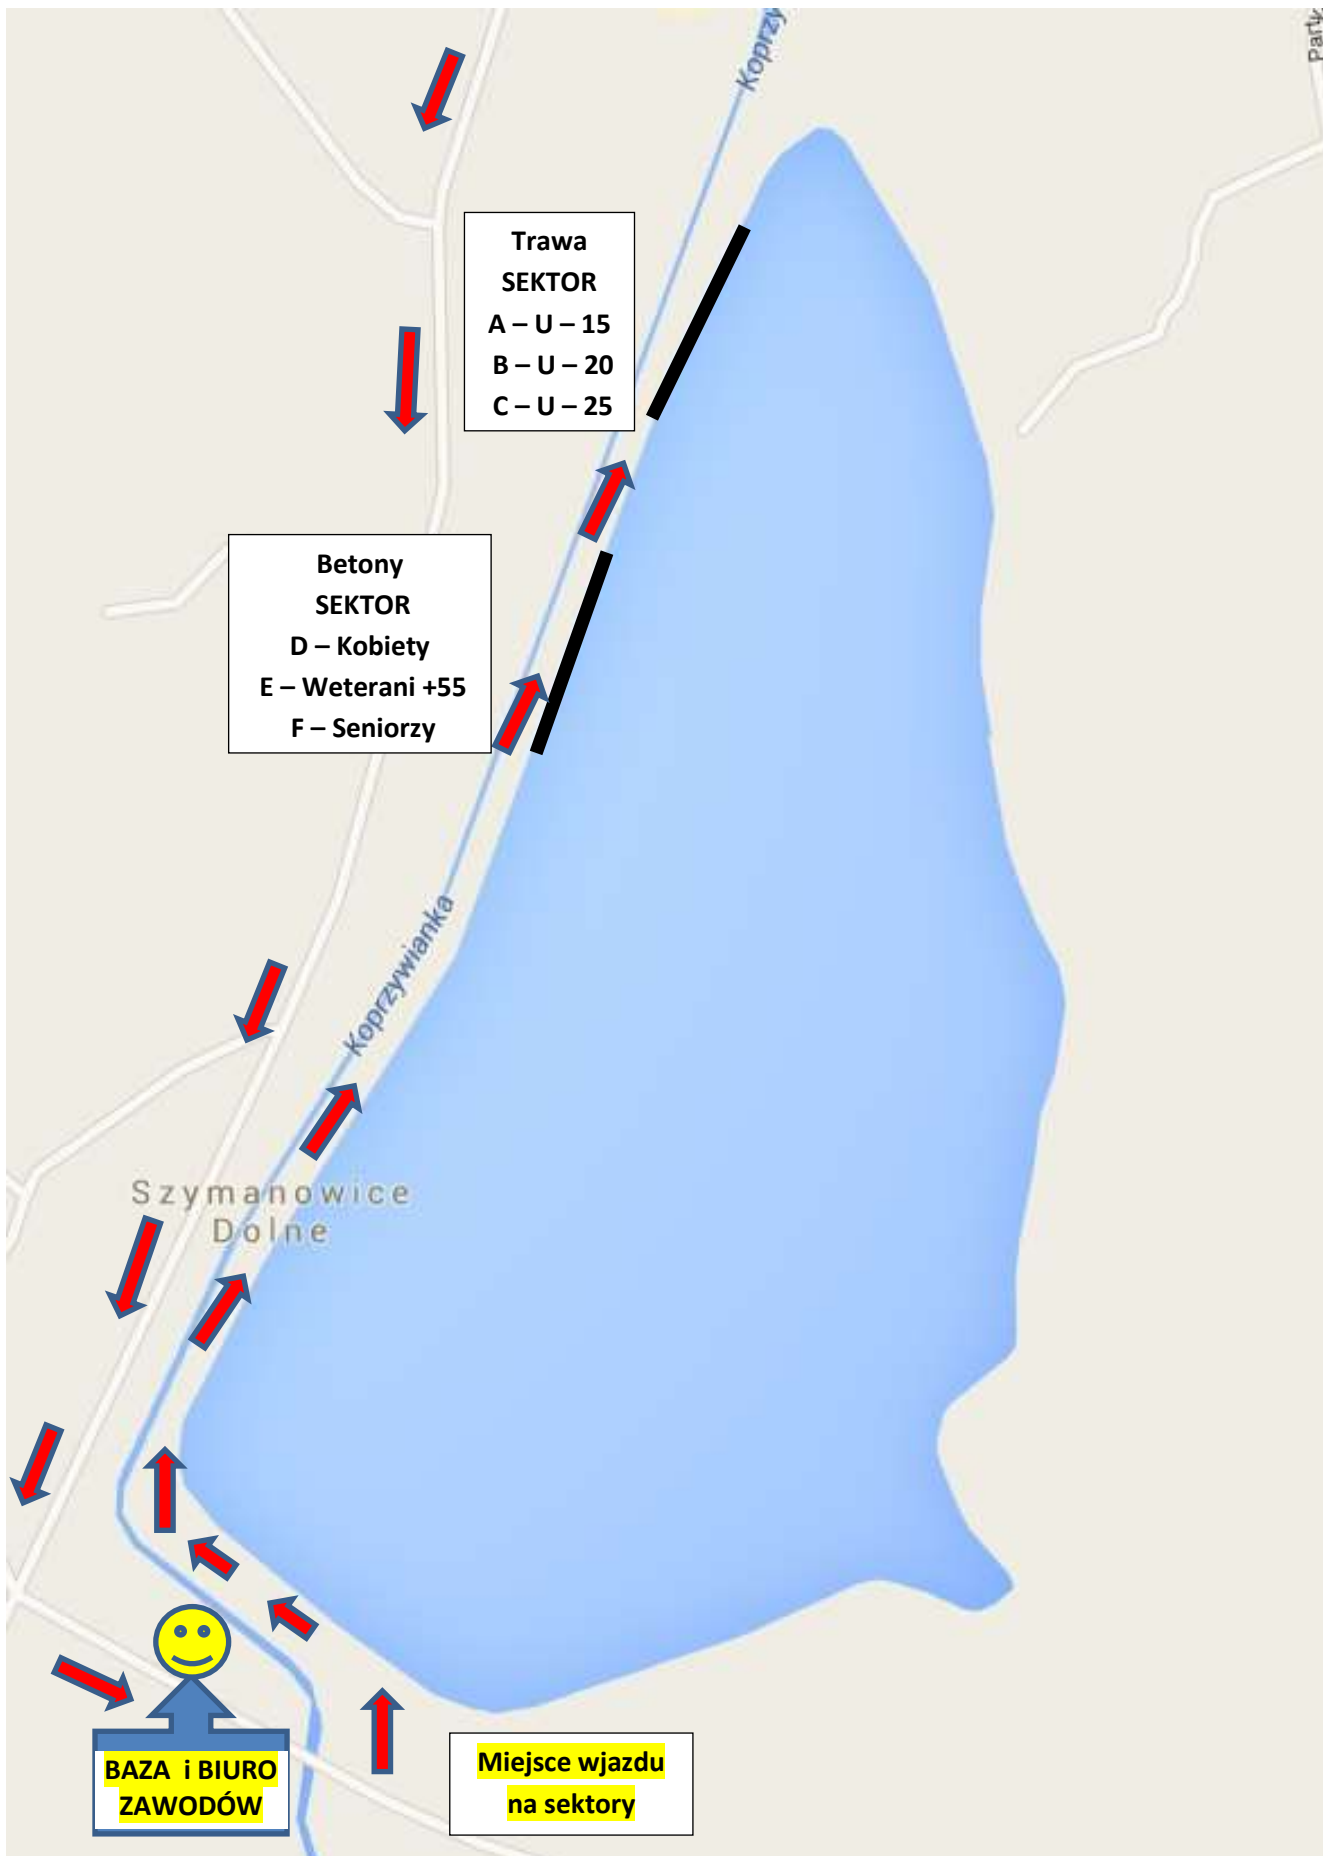 Koprzy
Partk
Trawa
SEKTOR
A – U – 15
B – U – 20
C – U – 25
Betony
SEKTOR
D – Kobiety
E – Weterani +55
F – Seniorzy
Koprzywianka
Szymanowice
Dolne
BAZA i BIURO
ZAWODÓW
Miejsce wjazdu
na sektory